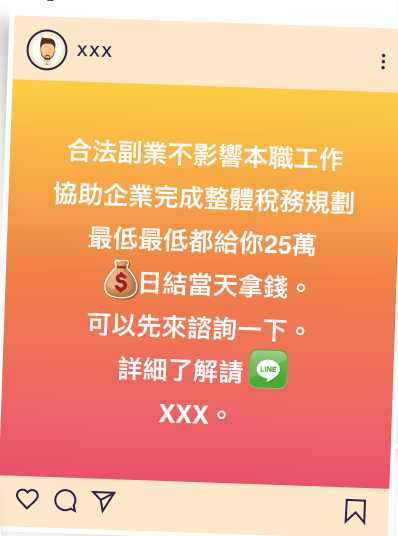 xxx
合法副業不影響本職工作
協助企業完成整體稅務規劃
最低最低都給你25萬
$日結當天拿錢。
可以先來諮詢一下。
詳細了解請 LINE
XXX。